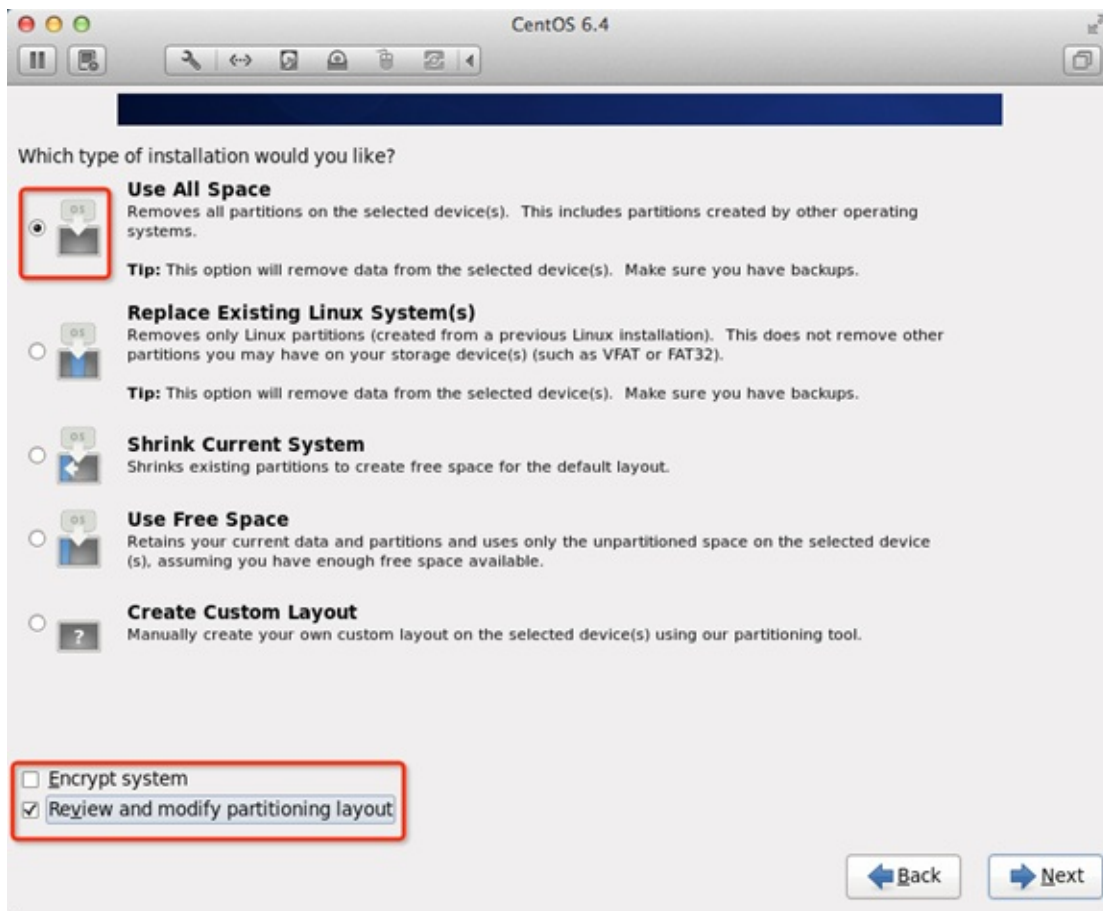 CentOS 6.4
Which type of installation would you like?
Use All Space
Removes all partitions on the selected device(s). This includes partitions created by other operating
systems.
Tip: This option will remove data from the selected device(s). Make sure you have backups.
Replace Existing Linux System(s)
Removes only Linux partitions (created from a previous Linux installation). This does not remove other
partitions you may have on your storage device(s) (such as VFAT or FAT32).
Tip: This option will remove data from the selected device(s). Make sure you have backups.
Shrink Current System
Shrinks existing partitions to create free space for the default layout.
Use Free Space
Retains your current data and partitions and uses only the unpartitioned space on the selected device
(s), assuming you have enough free space available.
Create Custom Layout
Manually create your own custom layout on the selected device(s) using our partitioning tool.
Encrypt system
Review and modify partitioning layout
Back
Next
OS
OS
OS
OS
?